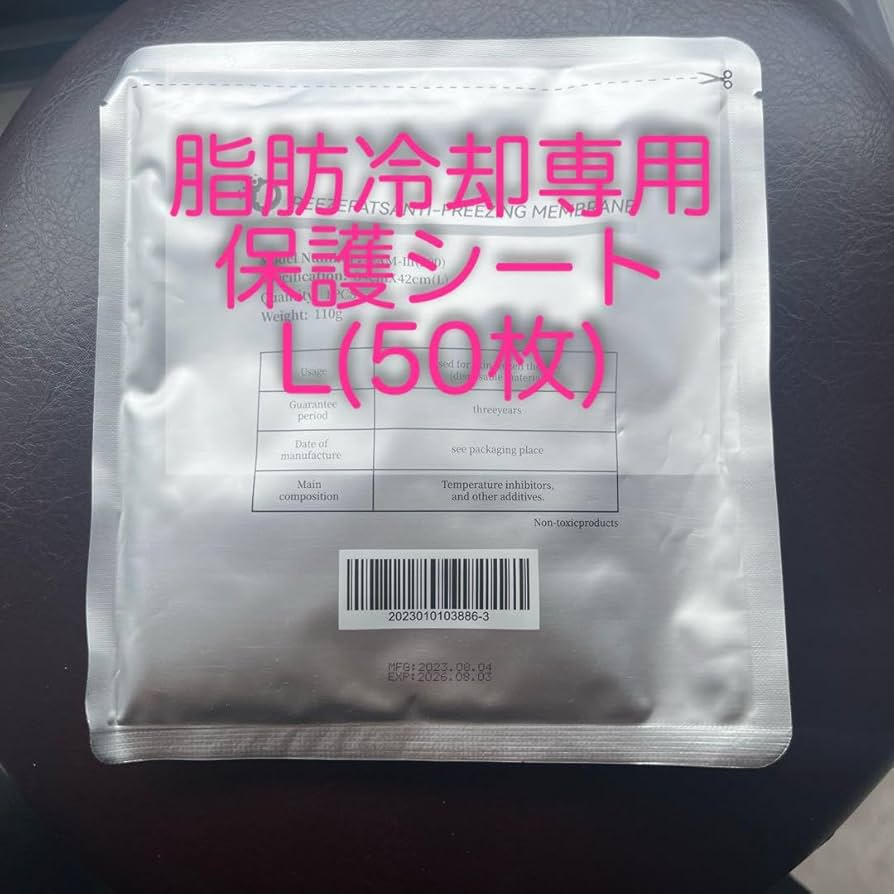 脂肪冷却専用
ANTI-FREEZING MEMBRANE
保護シート
Weight: 110g
L(50枚)
Usage
Guarantee period
threeyears
Date of manufacture
see packaging place
Main composition
Temperature inhibitors,
and other additives.
Non-toxicproducts
2023010103886-3
MFG:2023.08.04
EXP:2026.08.03